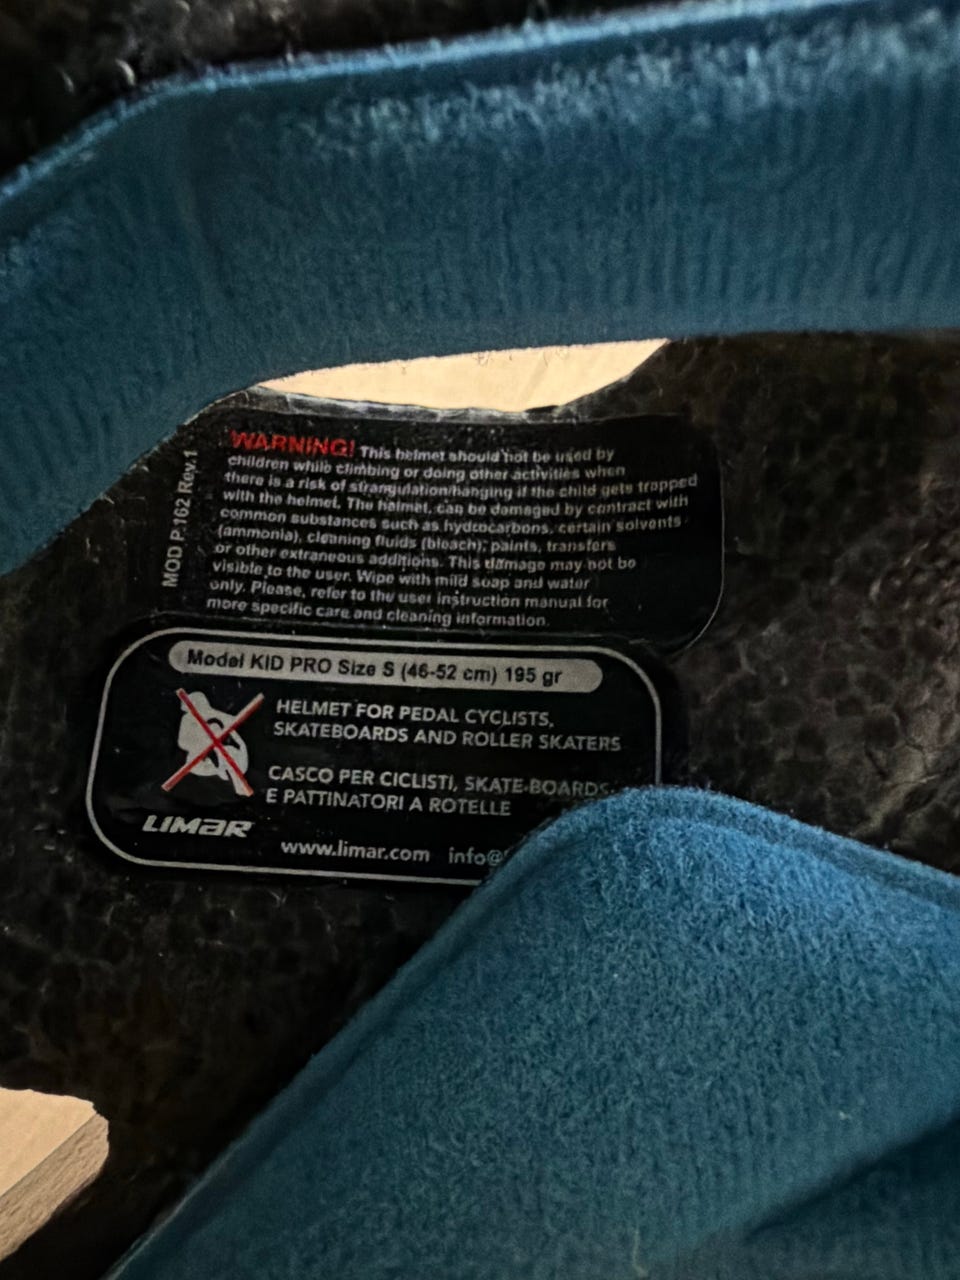 MOD P.162 Rev.1
WARNING! This helmet should not be used by
children while climbing or doing other activities when
there is a risk of strangulation/hanging if the child gets trapped
with the helmet. The helmet, can be damaged by contract with
common substances such as hydrocarbons, certain solvents
(ammonia), cleaning fluids (bleach); paints, transfers
or other extraneous additions. This damage may not be
visible to the user. Wipe with mild soap and water
only. Please, refer to the user instruction manual for
more specific care and cleaning information.
Model KID PRO Size S (46-52 cm) 195 gr
HELMET FOR PEDAL CYCLISTS,
SKATEBOARDS AND ROLLER SKATERS
CASCO PER CICLISTI, SKATE-BOARDS
E PATTINATORI A ROTELLE
LIMAR
www.limar.com info@